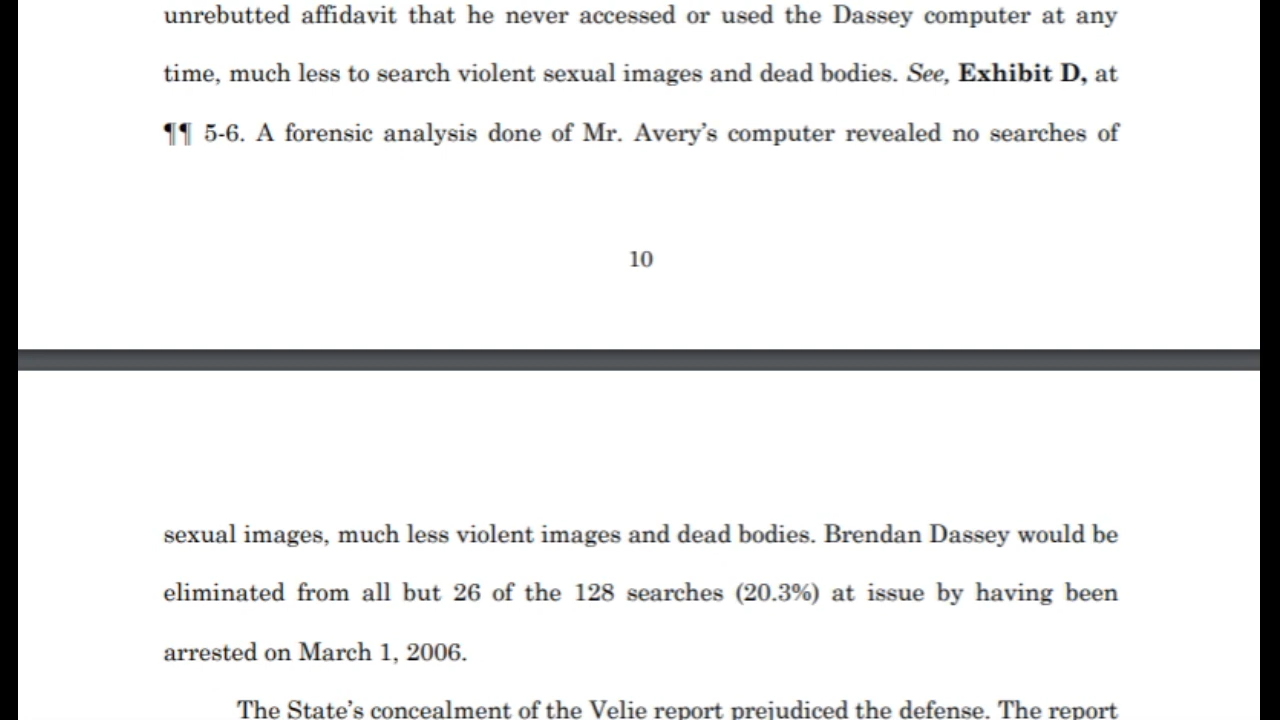 unrebutted affidavit that he never accessed or used the Dassey computer at any
time, much less to search violent sexual images and dead bodies. See, Exhibit D, at
¶¶ 5-6. A forensic analysis done of Mr. Avery’s computer revealed no searches of
10
sexual images, much less violent images and dead bodies. Brendan Dassey would be
eliminated from all but 26 of the 128 searches (20.3%) at issue by having been
arrested on March 1, 2006.
The State’s concealment of the Velie report prejudiced the defense. The report